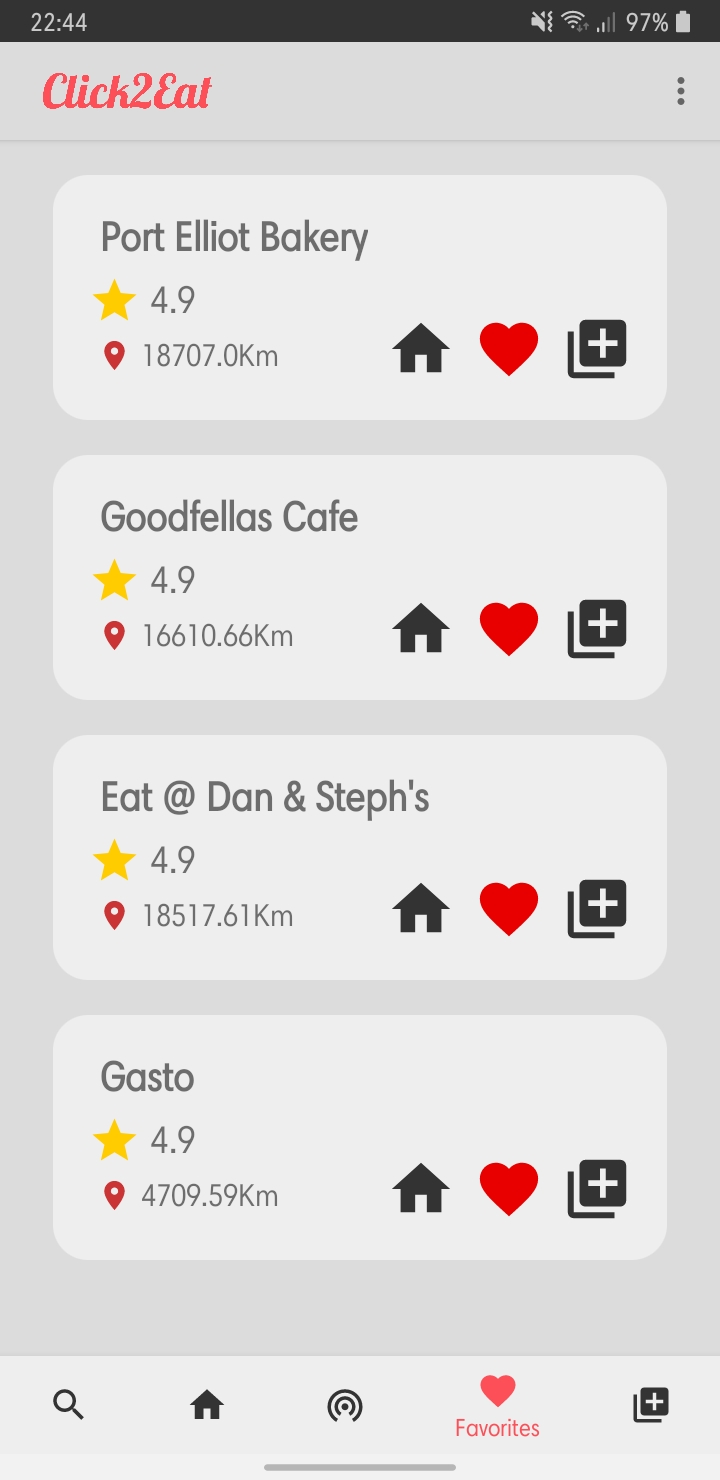 22:44 97%
Click2Eat
Port Elliot Bakery
4.9
18707.0Km
Goodfellas Cafe
4.9
16610.66Km
Eat @ Dan & Steph's
4.9
18517.61Km
Gasto
4.9
4709.59Km
Favorites